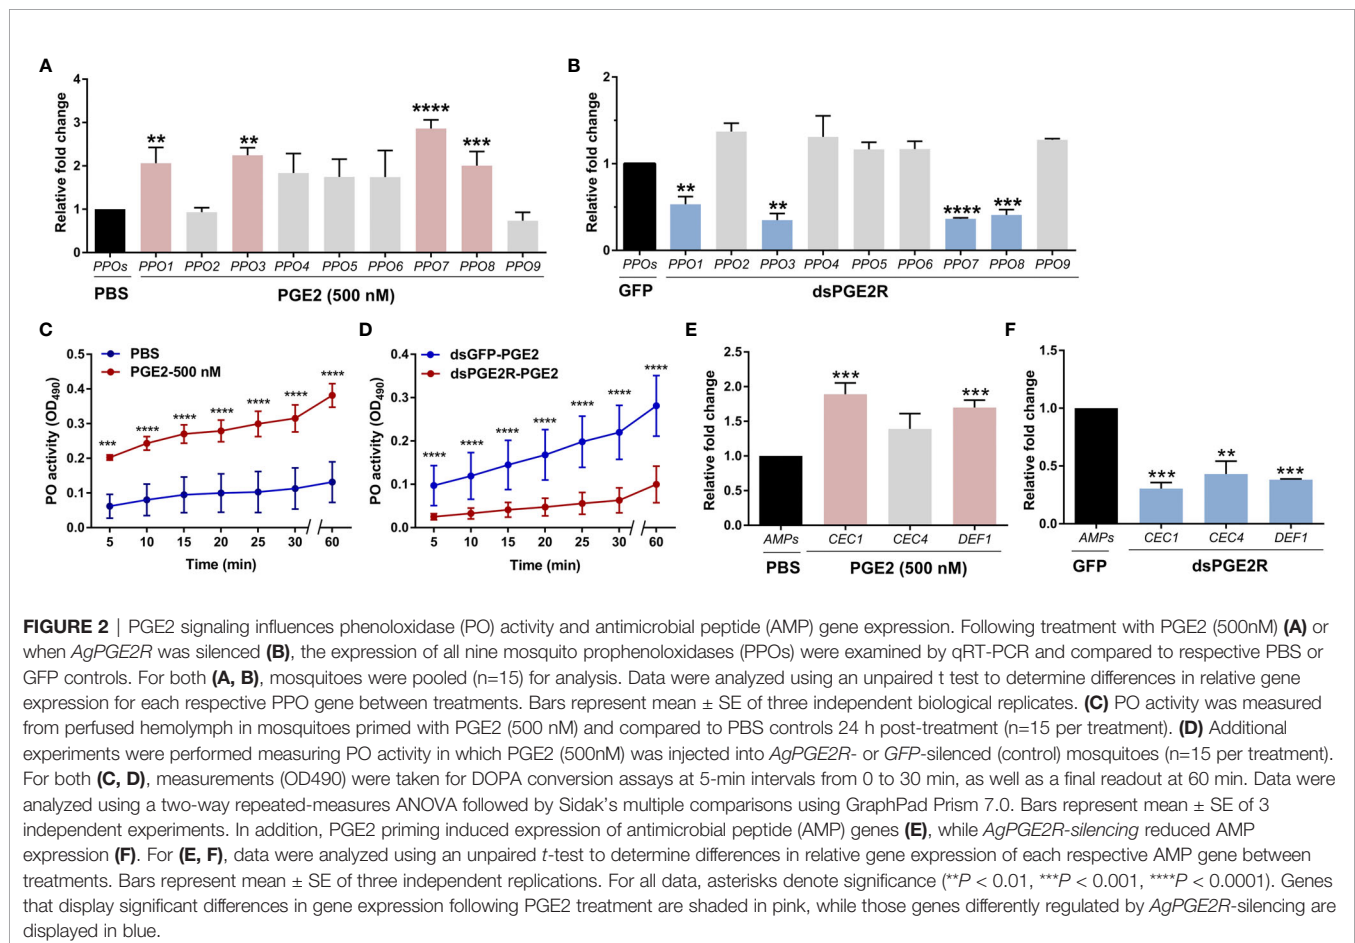 A
B
4
3
2
1
0
Relative fold change
**
**
****
***
PPOs
PPO1
PPO2
PPO3
PPO4
PPO5
PPO6
PPO7
PPO8
PPO9
PBS
PGE2 (500 nM)
2
1
0
Relative fold change
**
**
****
***
PPOs
PPO1
PPO2
PPO3
PPO4
PPO5
PPO6
PPO7
PPO8
PPO9
GFP
dsPGE2R
C
PBS
PGE2-500 nM
0.5
0.4
0.3
0.2
0.1
0.0
PO activity (OD490)
***
****
****
****
****
****
****
5
10
15
20
25
30
60
Time (min)
D
dsGFP-PGE2
dsPGE2R-PGE2
0.4
0.3
0.2
0.1
0.0
PO activity (OD490)
****
****
****
****
****
****
****
5
10
15
20
25
30
60
Time (min)
E
2.5
2.0
1.5
1.0
0.5
0.0
Relative fold change
***
***
AMPs
CEC1
CEC4
DEF1
PBS
PGE2 (500 nM)
F
1.5
1.0
0.5
0.0
Relative fold change
***
**
***
AMPs
CEC1
CEC4
DEF1
GFP
dsPGE2R
FIGURE 2 | PGE2 signaling influences phenoloxidase (PO) activity and antimicrobial peptide (AMP) gene expression. Following treatment with PGE2 (500nM) (A) or
when AgPGE2R was silenced (B), the expression of all nine mosquito prophenoloxidases (PPOs) were examined by qRT-PCR and compared to respective PBS or
GFP controls. For both (A, B), mosquitoes were pooled (n=15) for analysis. Data were analyzed using an unpaired t test to determine differences in relative gene
expression for each respective PPO gene between treatments. Bars represent mean ± SE of three independent biological replicates. (C) PO activity was measured
from perfused hemolymph in mosquitoes primed with PGE2 (500 nM) and compared to PBS controls 24 h post-treatment (n=15 per treatment). (D) Additional
experiments were performed measuring PO activity in which PGE2 (500nM) was injected into AgPGE2R- or GFP-silenced (control) mosquitoes (n=15 per treatment).
For both (C, D), measurements (OD490) were taken for DOPA conversion assays at 5-min intervals from 0 to 30 min, as well as a final readout at 60 min. Data were
analyzed using a two-way repeated-measures ANOVA followed by Sidak's multiple comparisons using GraphPad Prism 7.0. Bars represent mean ± SE of 3
independent experiments. In addition, PGE2 priming induced expression of antimicrobial peptide (AMP) genes (E), while AgPGE2R-silencing reduced AMP
expression (F). For (E, F), data were analyzed using an unpaired t-test to determine differences in relative gene expression of each respective AMP gene between
treatments. Bars represent mean ± SE of three independent replications. For all data, asterisks denote significance (**P < 0.01, ***P < 0.001, ****P < 0.0001). Genes
that display significant differences in gene expression following PGE2 treatment are shaded in pink, while those genes differently regulated by AgPGE2R-silencing are
displayed in blue.